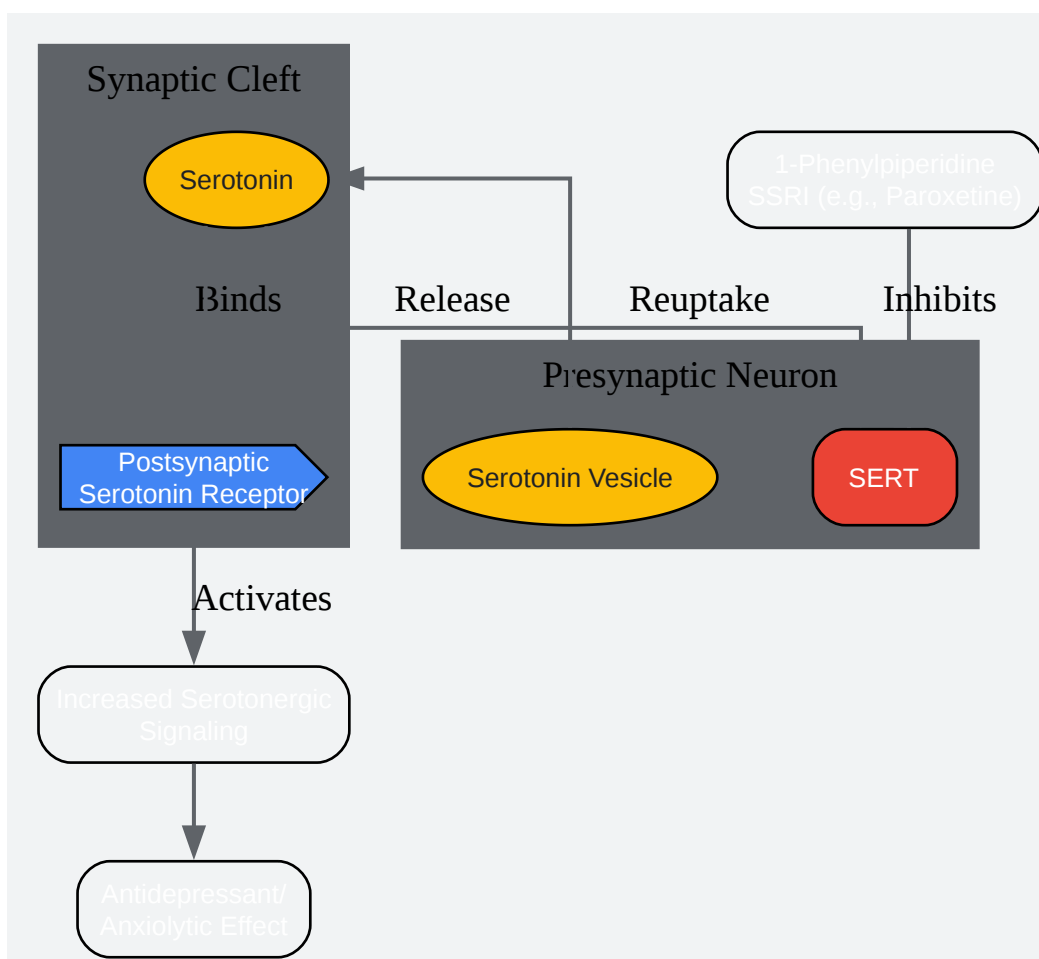 Synaptic Cleft
Serotonin
1-Phenylpiperidine
SSRI (e.g., Paroxetine)
Binds
Release
Reuptake
Inhibits
Presynaptic Neuron
Postsynaptic
Serotonin Receptor
Serotonin Vesicle
SERT
Activates
Increased Serotonergic
Signaling
Antidepressant/
Anxiolytic Effect